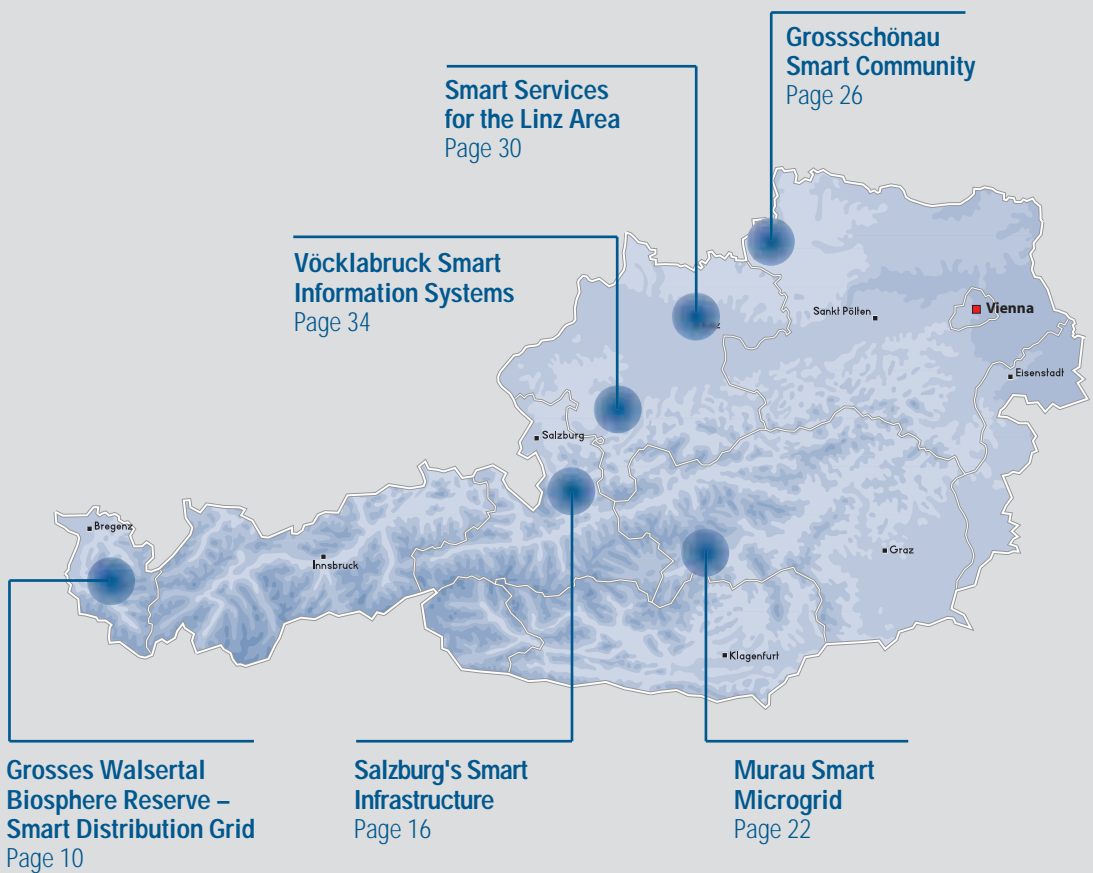 Grossschönau
Smart Community
Page 26
Smart Services
for the Linz Area
Page 30
Vöcklabruck Smart
Information Systems
Page 34
Sankt Pölten
Vienna
Eisenstadt
Salzburg
Bregenz
Innsbruck
Graz
Klagenfurt
Grosses Walsertal
Biosphere Reserve –
Smart Distribution Grid
Page 10
Salzburg's Smart
Infrastructure
Page 16
Murau Smart
Microgrid
Page 22